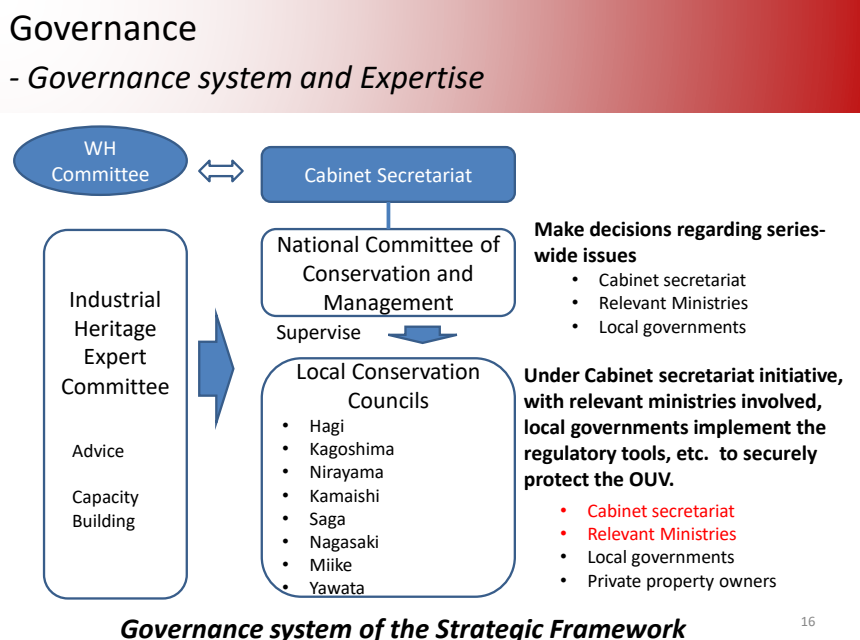 Governance
- Governance system and Expertise
WH
Committee
Cabinet Secretariat
National Committee of
Conservation and
Management
Make decisions regarding series-
wide issues
• Cabinet secretariat
• Relevant Ministries
• Local governments
Industrial
Heritage
Expert
Committee
Advice
Capacity
Building
Supervise
Local Conservation
Councils
• Hagi
• Kagoshima
• Nirayama
• Kamaishi
• Saga
• Nagasaki
• Miike
• Yawata
Under Cabinet secretariat initiative,
with relevant ministries involved,
local governments implement the
regulatory tools, etc. to securely
protect the OUV.
• Cabinet secretariat
• Relevant Ministries
• Local governments
• Private property owners
Governance system of the Strategic Framework
16